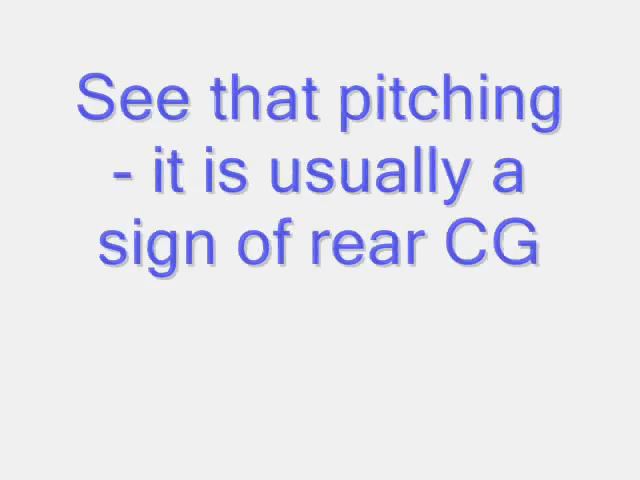 See that pitching
- it is usually a
sign of rear CG